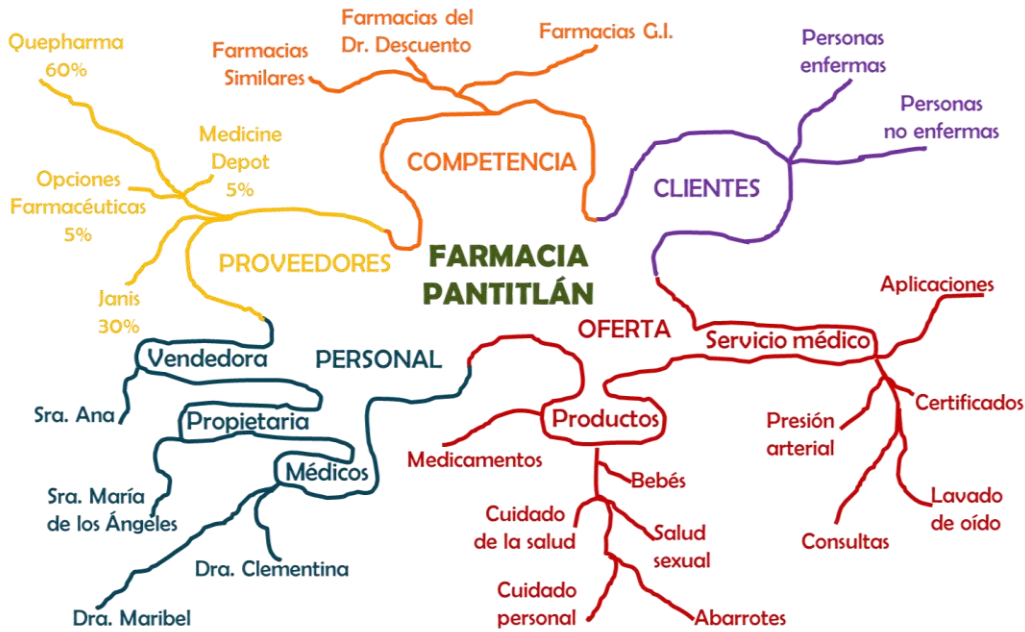 Quepharma
60%
Medicine
Depot
5%
Opciones
Farmacéuticas
5%
Janis
30%
PROVEEDORES
Farmacias
Similares
Farmacias del
Dr. Descuento
Farmacias G.I.
COMPETENCIA
Personas
enfermas
Personas
no enfermas
CLIENTES
FARMACIA
PANTITLÁN
OFERTA
Servicio médico
Aplicaciones
Certificados
Presión
arterial
Lavado
de oído
Consultas
Productos
Medicamentos
Bebés
Cuidado
de la salud
Salud
sexual
Cuidado
personal
Abarrotes
PERSONAL
Vendedora
Sra. Ana
Propietaria
Sra. María
de los Ángeles
Médicos
Dra. Clementina
Dra. Maribel